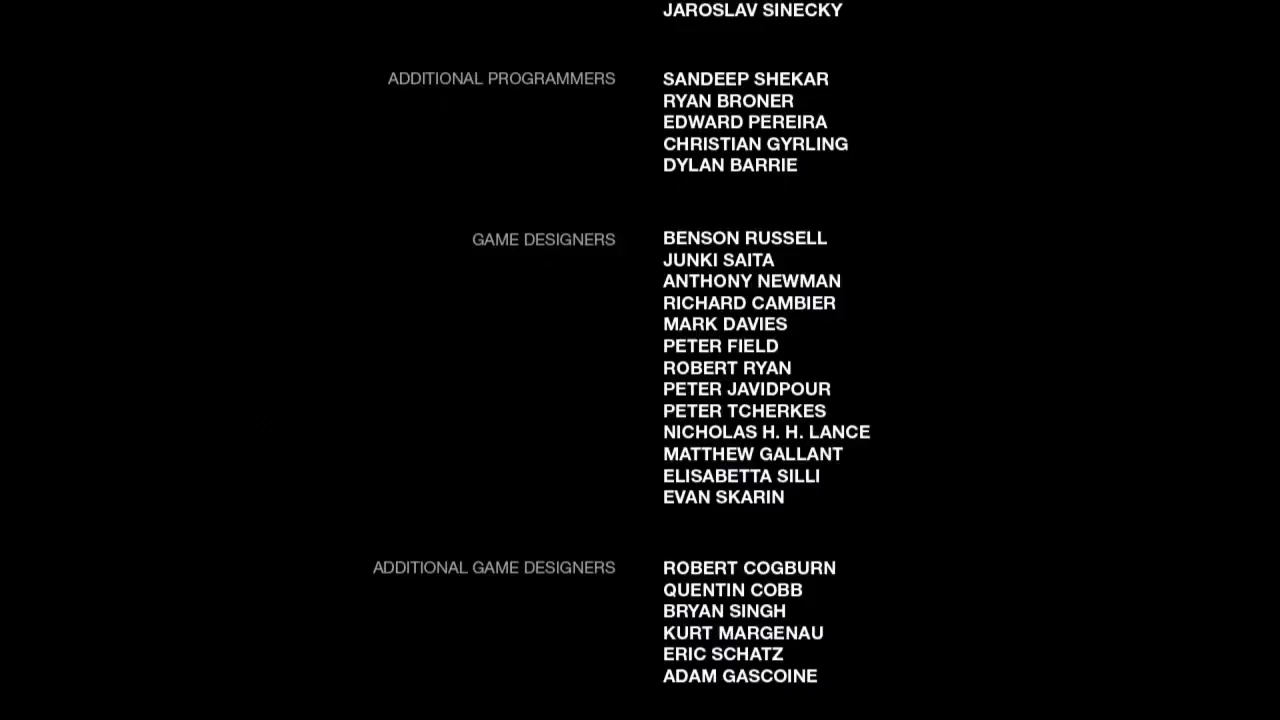 JAROSLAV SINECKY
ADDITIONAL PROGRAMMERS SANDEEP SHEKAR
RYAN BRONER
EDWARD PEREIRA
CHRISTIAN GYRLING
DYLAN BARRIE
GAME DESIGNERS BENSON RUSSELL
JUNKI SAITA
ANTHONY NEWMAN
RICHARD CAMBIER
MARK DAVIES
PETER FIELD
ROBERT RYAN
PETER JAVIDPOUR
PETER TCHERKES
NICHOLAS H. H. LANCE
MATTHEW GALLANT
ELISABETTA SILLI
EVAN SKARIN
ADDITIONAL GAME DESIGNERS ROBERT COGBURN
QUENTIN COBB
BRYAN SINGH
KURT MARGENAU
ERIC SCHATZ
ADAM GASCOINE